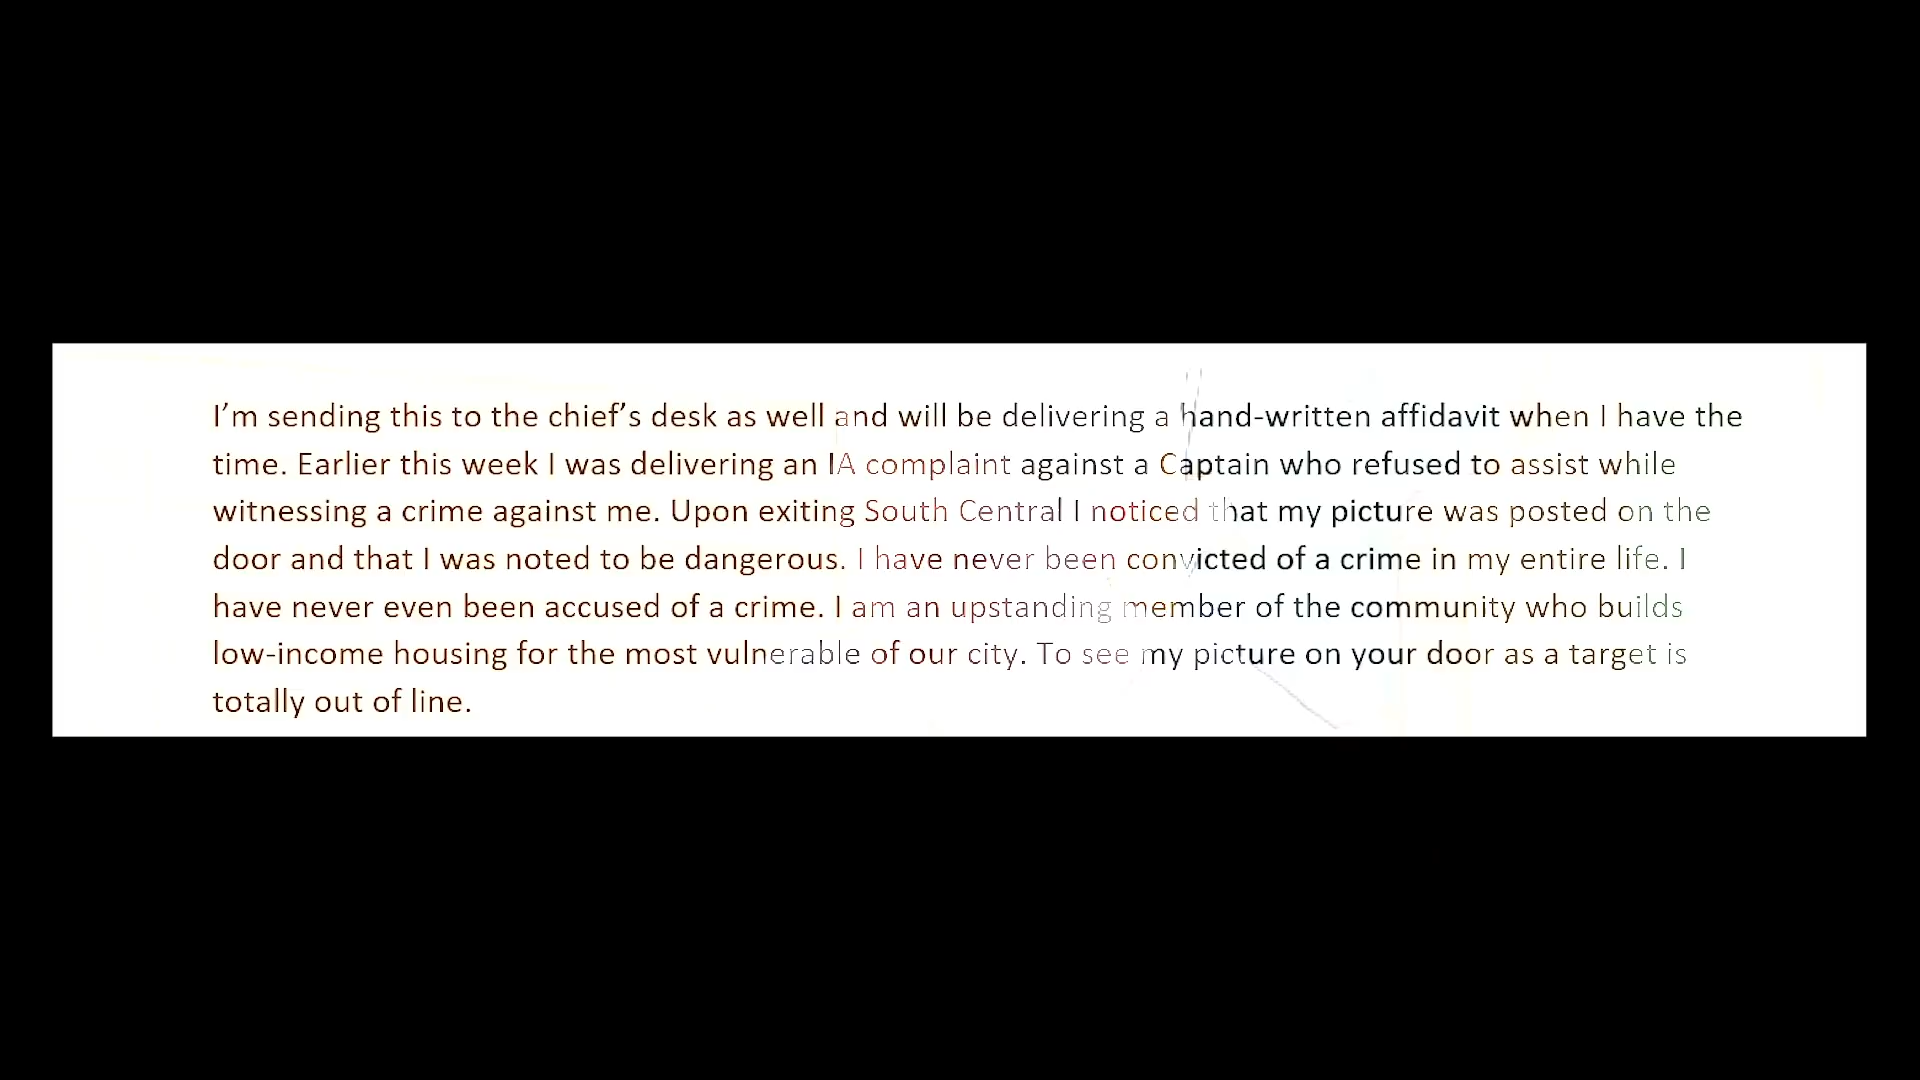 I’m sending this to the chief’s desk as well and will be delivering a hand-written affidavit when I have the
time. Earlier this week I was delivering an IA complaint against a Captain who refused to assist while
witnessing a crime against me. Upon exiting South Central I noticed that my picture was posted on the
door and that I was noted to be dangerous. I have never been convicted of a crime in my entire life. I
have never even been accused of a crime. I am an upstanding member of the community who builds
low-income housing for the most vulnerable of our city. To see my picture on your door as a target is
totally out of line.